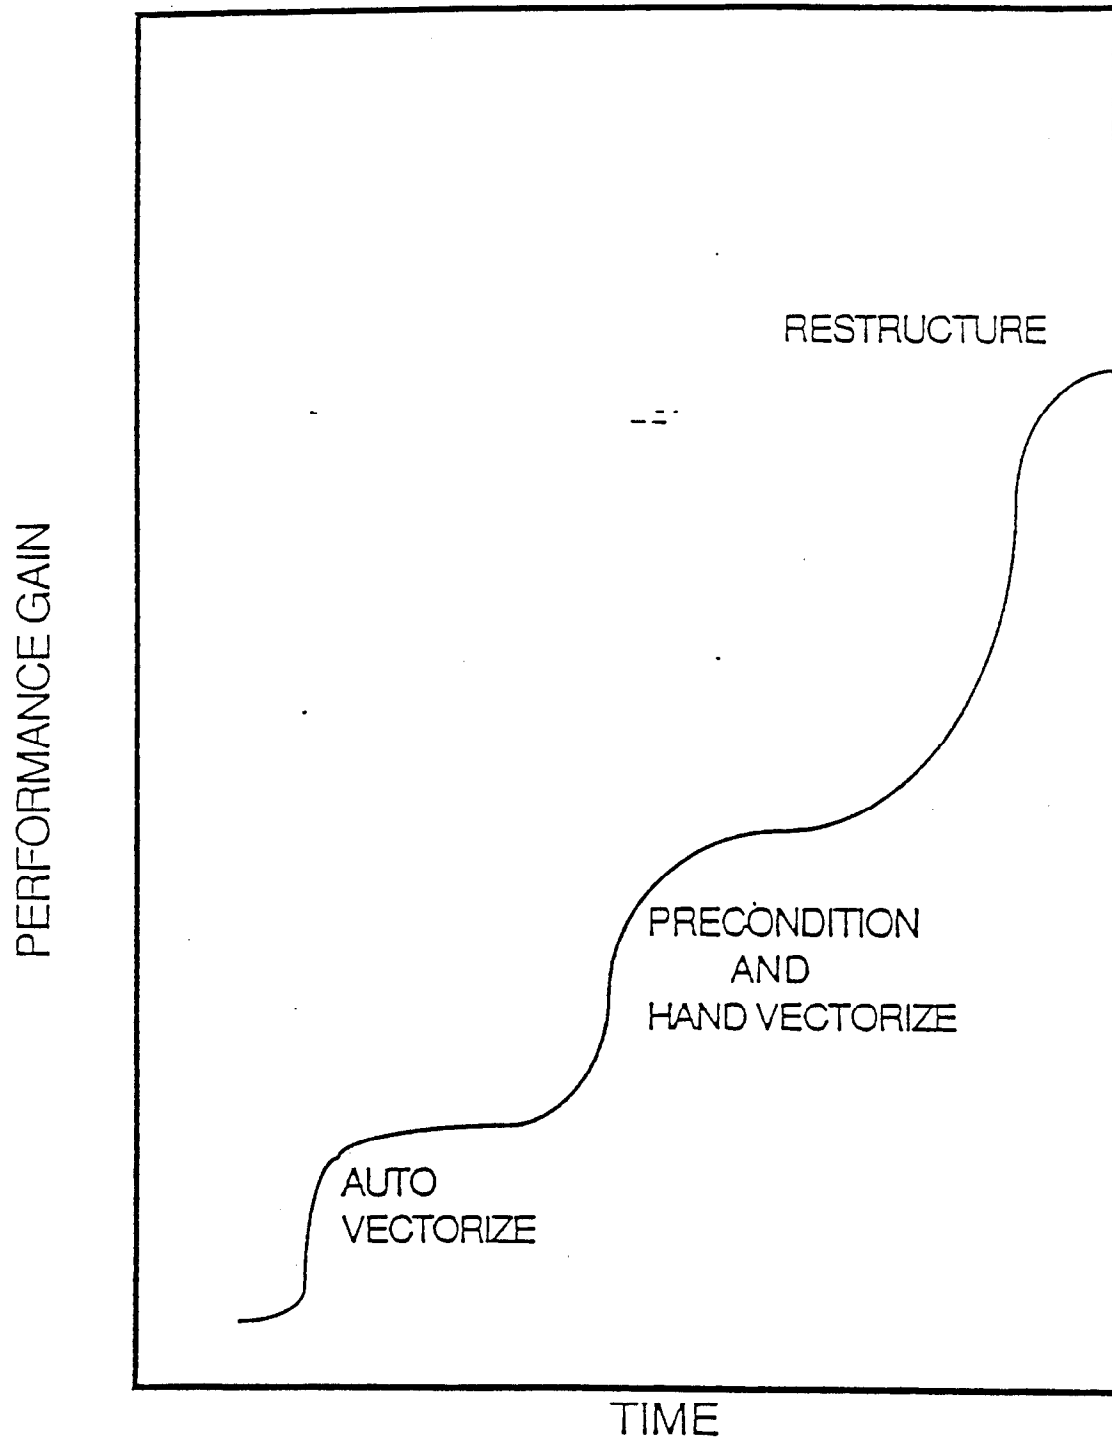 RESTRUCTURE
PERFORMANCE GAIN
PRECONDITION
AND
HAND VECTORIZE
AUTO
VECTORIZE
TIME